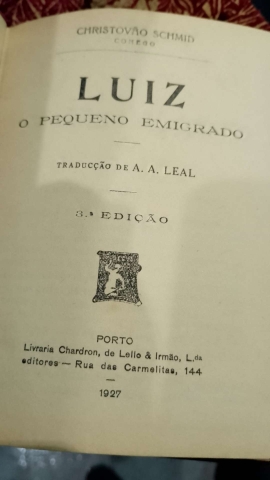 CHRISTOVÃO SCHMID
CONEGO
LUIZ
O PEQUENO EMIGRADO
TRADUCÇÃO DE A. A. LEAL
3.ª EDIÇÃO
PORTO
Livraria Chardron, de Lello & Irmão, L.da
editores — Rua das Carmelitas, 144
1927